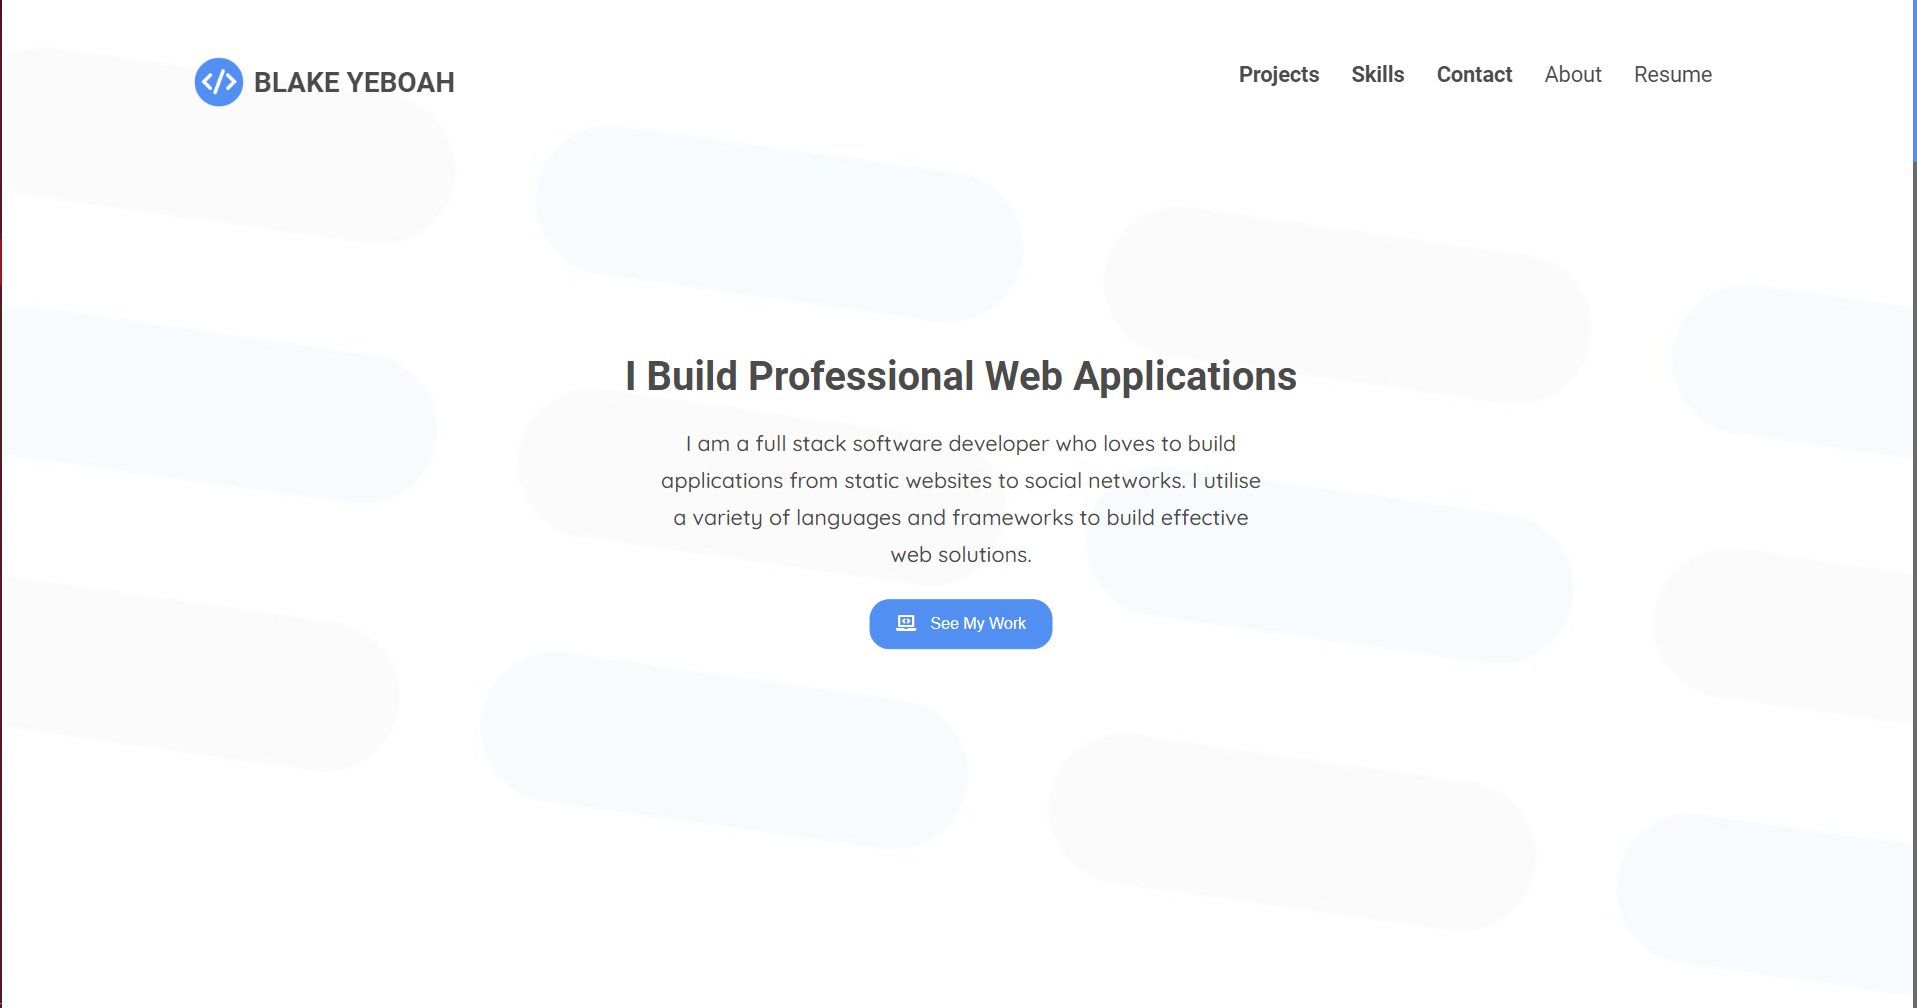 </> BLAKE YEBOAH
Projects Skills Contact About Resume
I Build Professional Web Applications
I am a full stack software developer who loves to build
applications from static websites to social networks. I utilise
a variety of languages and frameworks to build effective
web solutions.
See My Work